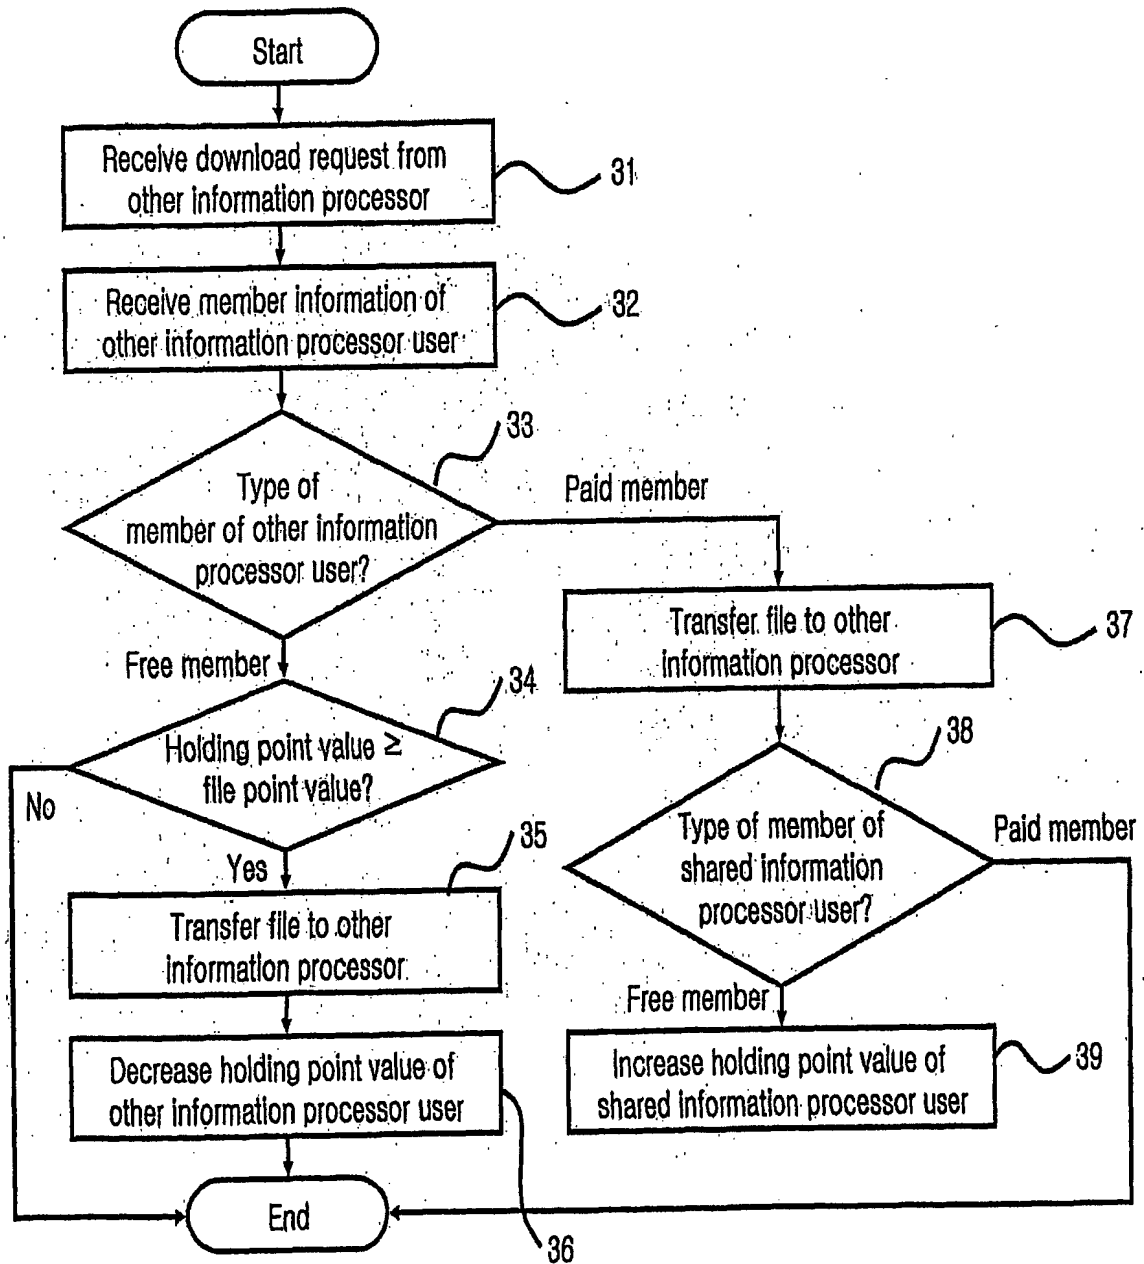 Start
Receive download request from
other information processor
31
Receive member information of
other information processor user
32
33
Type of
member of other information
processor user?
Paid member
Free member
Transfer file to other
information processor
37
34
Holding point value ≥
file point value?
No
Yes
38
Type of member of
shared information
processor user?
Paid member
35
Transfer file to other
information processor
Free member
Decrease holding point value of
other information processor user
Increase holding point value of
shared information processor user
39
End
36